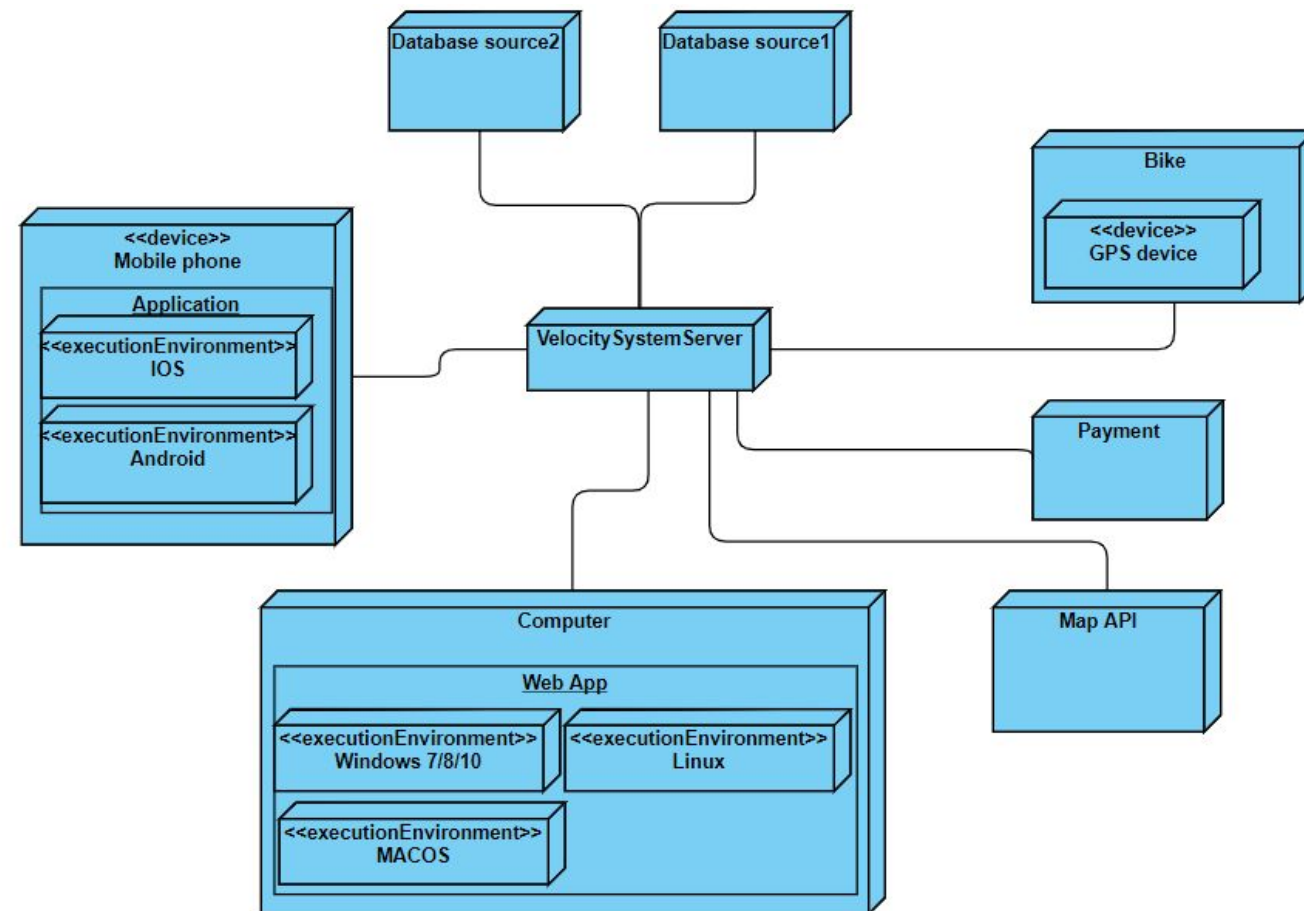 Database source2
Database source1
Bike
<<device>>
GPS device
<<device>>
Mobile phone
Application
<<executionEnvironment>>
IOS
<<executionEnvironment>>
Android
VelocitySystemServer
Payment
Map API
Computer
Web App
<<executionEnvironment>>
Windows 7/8/10
<<executionEnvironment>>
Linux
<<executionEnvironment>>
MACOS